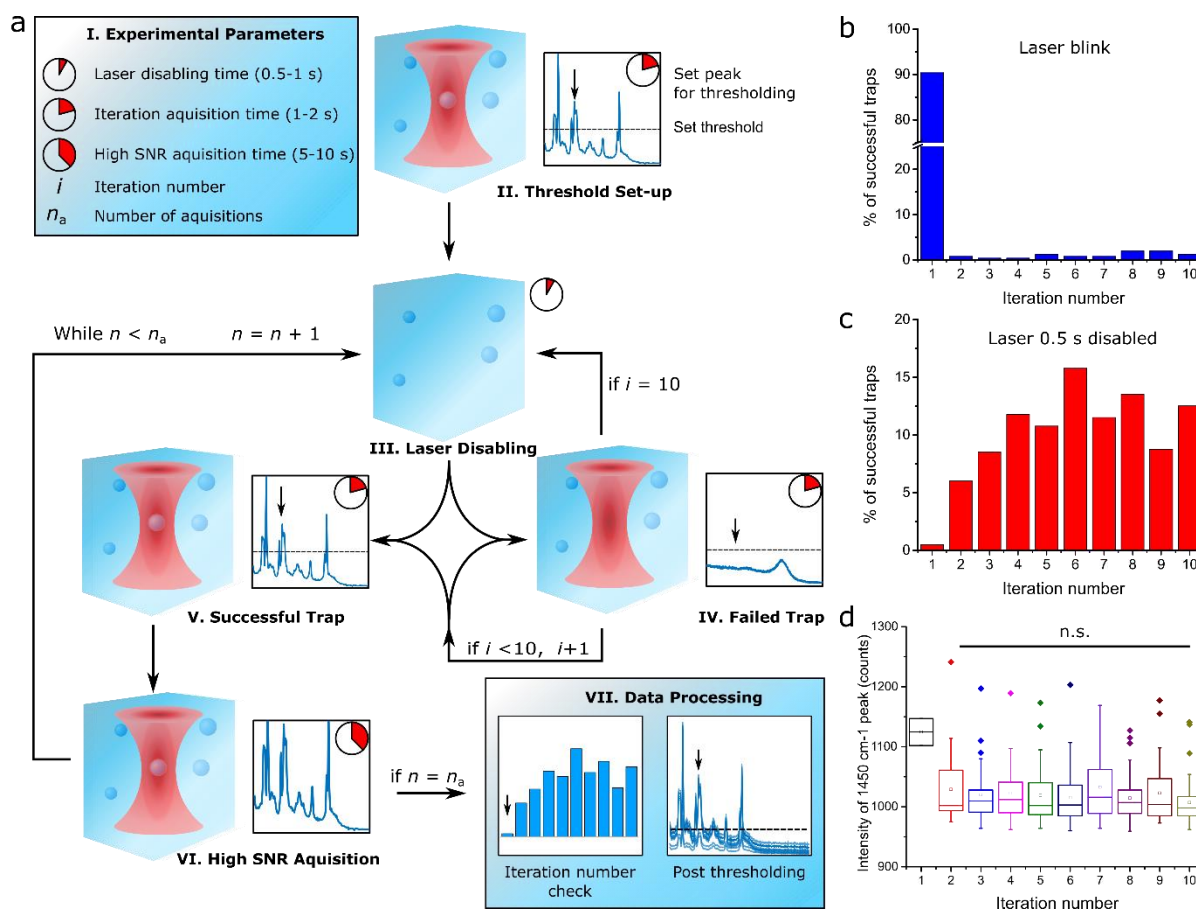 a
I. Experimental Parameters
Laser disabling time (0.5-1 s)
Iteration aquisition time (1-2 s)
High SNR aquisition time (5-10 s)
i Iteration number
nₐ Number of aquisitions
Set peak
for thresholding
Set threshold
II. Threshold Set-up
While n < nₐ n = n + 1
if i = 10
III. Laser Disabling
V. Successful Trap
IV. Failed Trap
if i <10, i+1
VI. High SNR Aquisition
if n = nₐ
VII. Data Processing
Iteration number
check
Post thresholding
b
Laser blink
% of successful traps
100
90
80
20
10
0
1 2 3 4 5 6 7 8 9 10
Iteration number
c
Laser 0.5 s disabled
% of successful traps
20
15
10
5
0
1 2 3 4 5 6 7 8 9 10
Iteration number
d
n.s.
Intensity of 1450 cm-1 peak (counts)
1300
1200
1100
1000
900
1 2 3 4 5 6 7 8 9 10
Iteration number